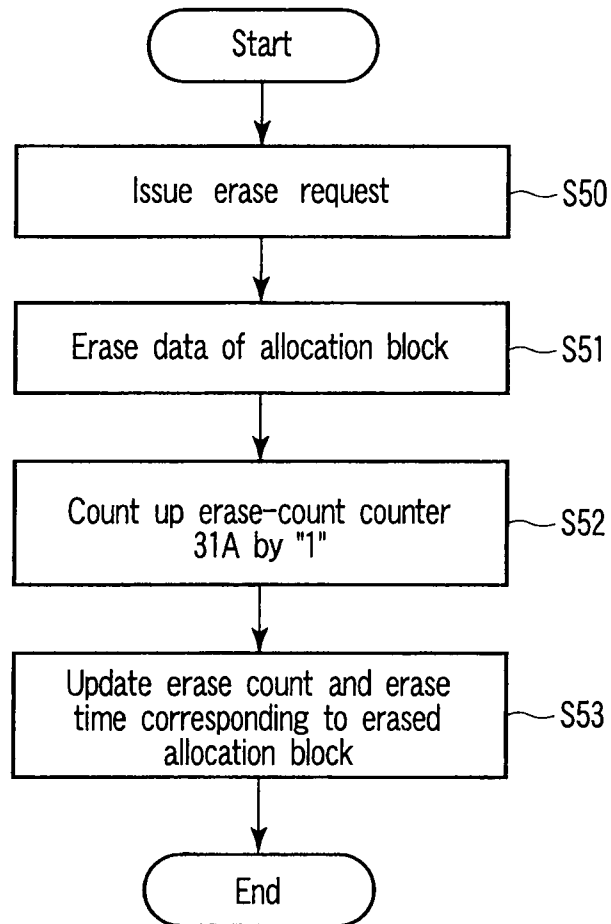 Start
Issue erase request
S50
Erase data of allocation block
S51
Count up erase-count counter
31A by "1"
S52
Update erase count and erase
time corresponding to erased
allocation block
S53
End